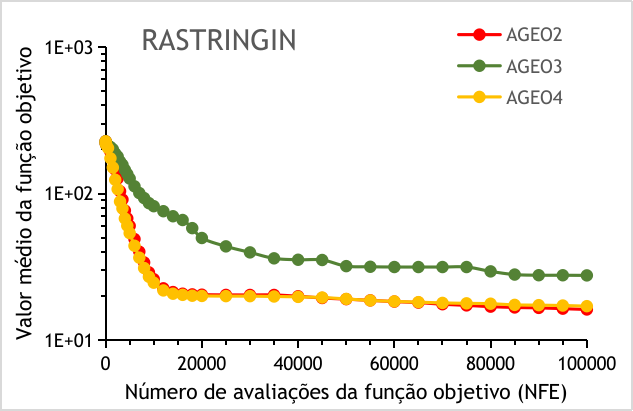 RASTRINGIN
AGEO2
AGEO3
AGEO4
Valor médio da função objetivo
1E+03
1E+02
1E+01
0 20000 40000 60000 80000 100000
Número de avaliações da função objetivo (NFE)